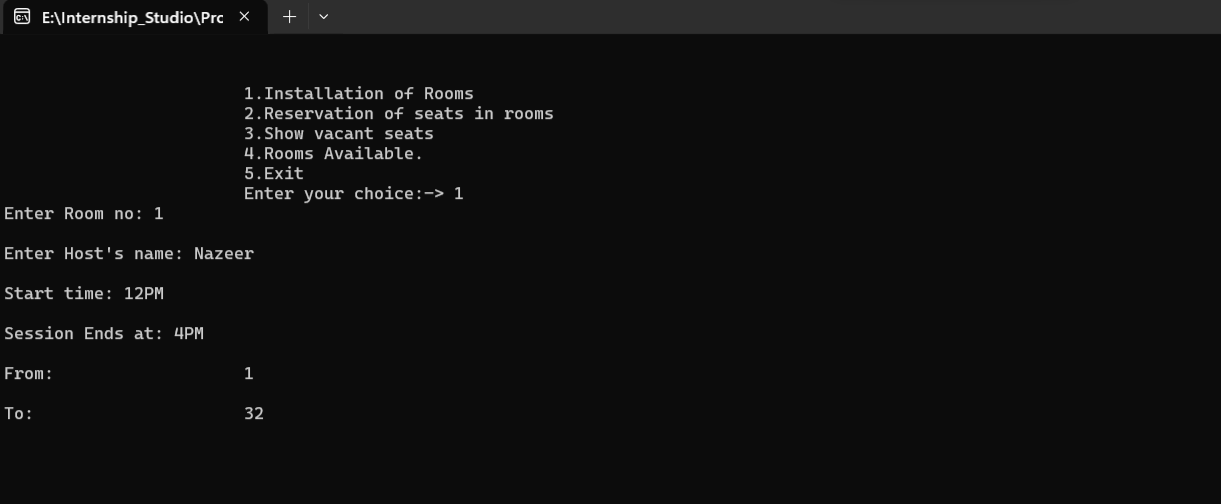 E:\Internship_Studio\Prc
1.Installation of Rooms
2.Reservation of seats in rooms
3.Show vacant seats
4.Rooms Available.
5.Exit
Enter your choice:-> 1
Enter Room no: 1
Enter Host's name: Nazeer
Start time: 12PM
Session Ends at: 4PM
From: 1
To: 32